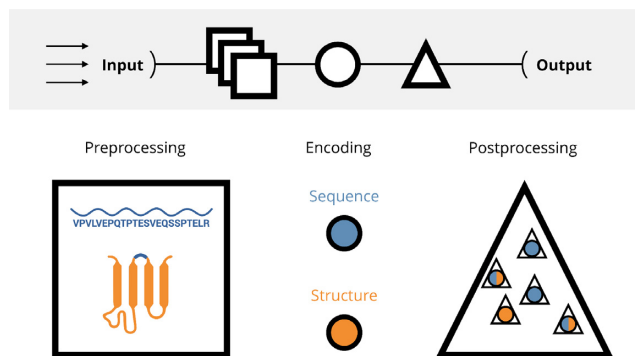 Input
Output
Preprocessing
Encoding
Postprocessing
Sequence
VPVLVEPQTPTESVEQSSPTELR
Structure